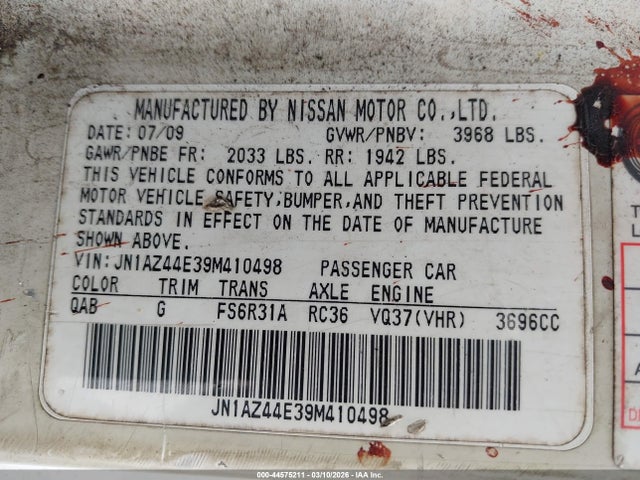 MANUFACTURED BY NISSAN MOTOR CO.,LTD.
DATE: 07/09 GVWR/PNBV: 3968 LBS.
GAWR/PNBE FR: 2033 LBS. RR: 1942 LBS.
THIS VEHICLE CONFORMS TO ALL APPLICABLE FEDERAL
MOTOR VEHICLE SAFETY,BUMPER,AND THEFT PREVENTION
STANDARDS IN EFFECT ON THE DATE OF MANUFACTURE
SHOWN ABOVE.
VIN:JN1AZ44E39M410498 PASSENGER CAR
COLOR TRIM TRANS AXLE ENGINE
QAB G FS6R31A RC36 VQ37(VHR) 3696CC
JN1AZ44E39M410498
000-44575211 - 03/10/2026 - IAA Inc.